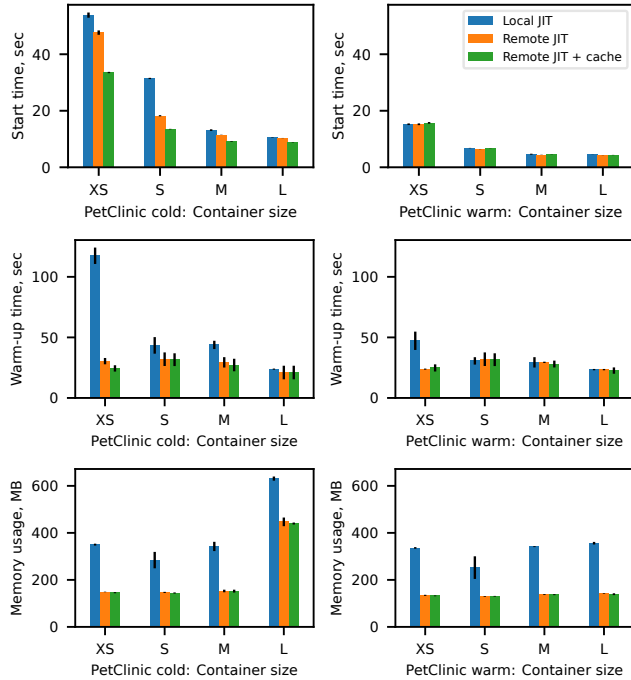 Local JIT
Remote JIT
Remote JIT + cache
Start time, sec
40
20
0
XS S M L
PetClinic cold: Container size
Start time, sec
40
20
0
XS S M L
PetClinic warm: Container size
Warm-up time, sec
100
50
0
XS S M L
PetClinic cold: Container size
Warm-up time, sec
100
50
0
XS S M L
PetClinic warm: Container size
Memory usage, MB
600
400
200
0
XS S M L
PetClinic cold: Container size
Memory usage, MB
600
400
200
0
XS S M L
PetClinic warm: Container size